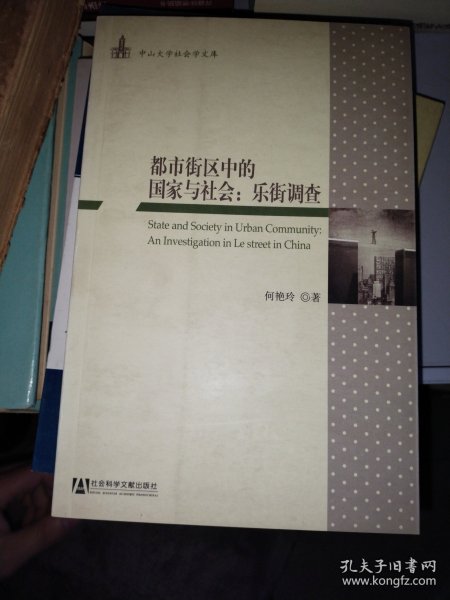 中山大学社会学文库
都市街区中的
国家与社会：乐街调查
State and Society in Urban Community:
An Investigation in Le street in China
何艳玲 ◎著
社会科学文献出版社
孔夫子旧书网
www.kongfz.com